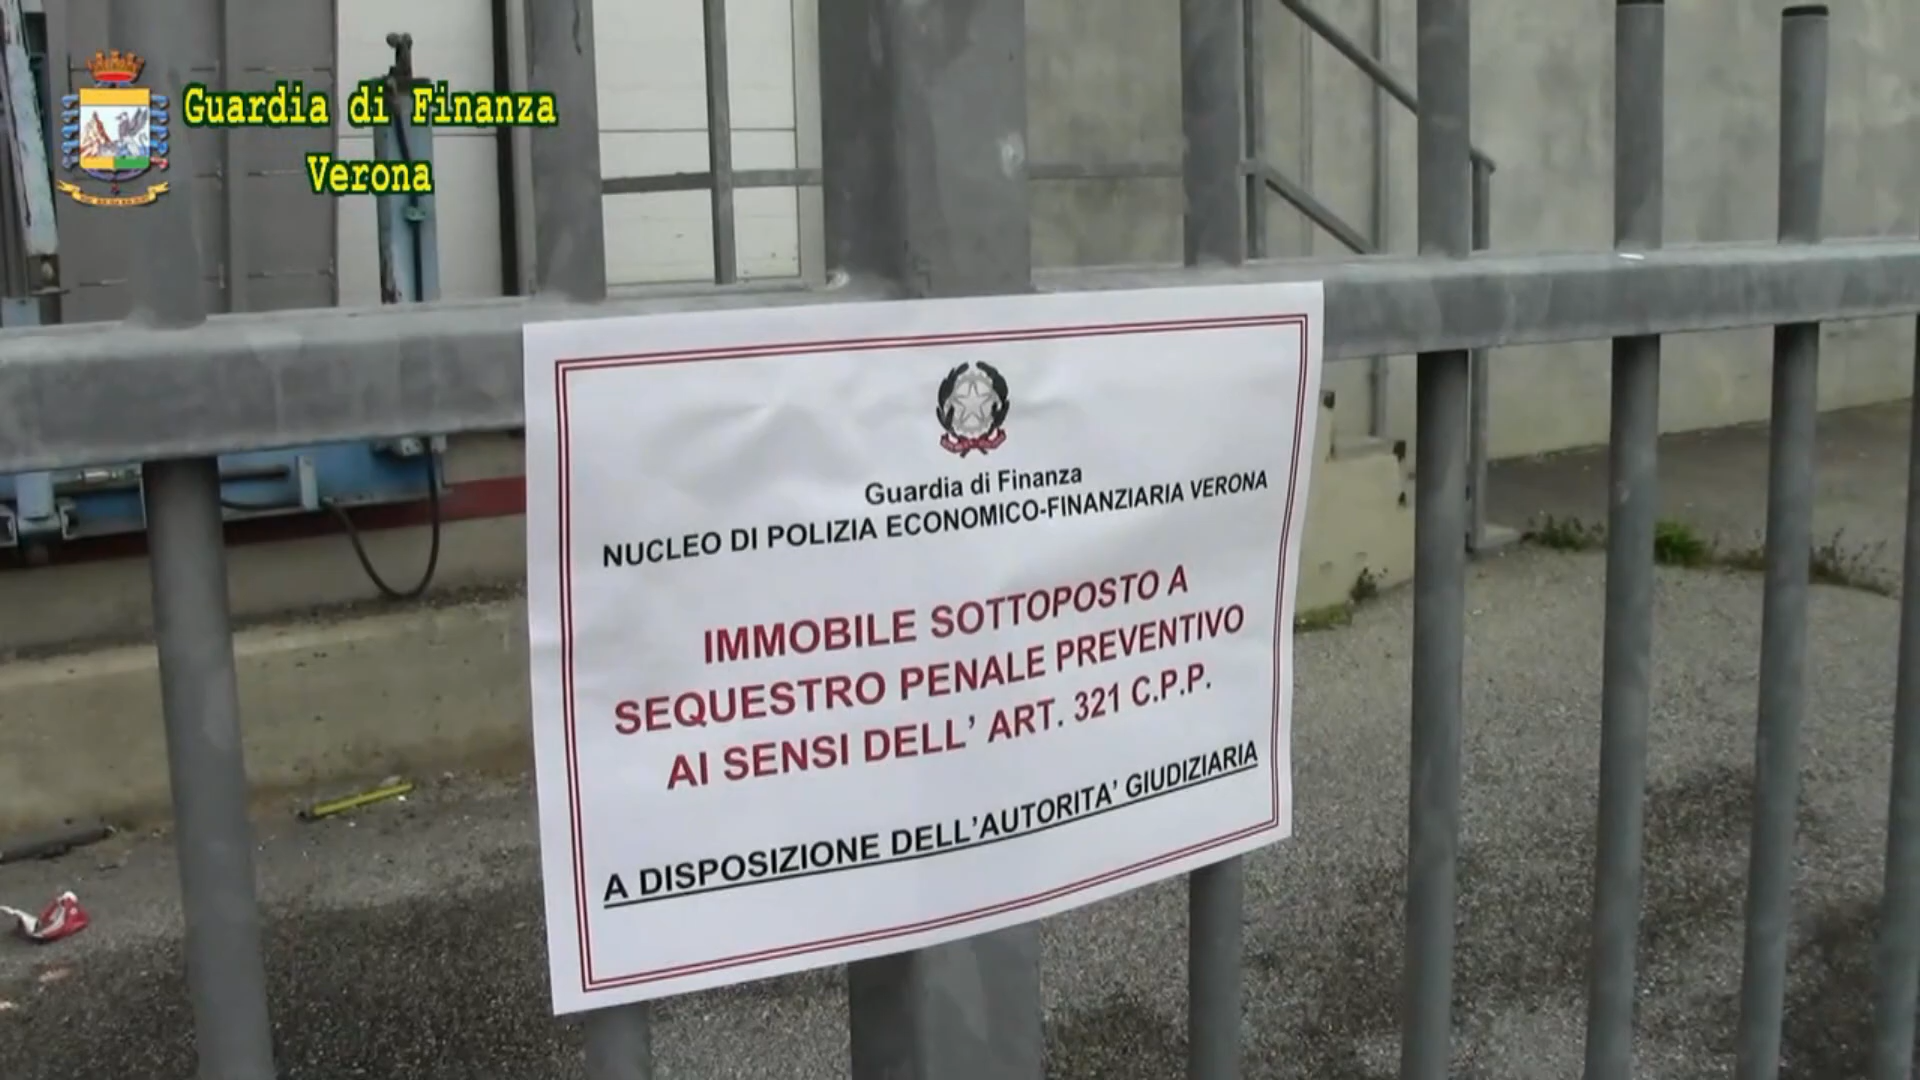 Guardia di Finanza
Verona
Guardia di Finanza
NUCLEO DI POLIZIA ECONOMICO-FINANZIARIA VERONA
IMMOBILE SOTTOPOSTO A
SEQUESTRO PENALE PREVENTIVO
AI SENSI DELL' ART. 321 C.P.P.
A DISPOSIZIONE DELL'AUTORITA' GIUDIZIARIA